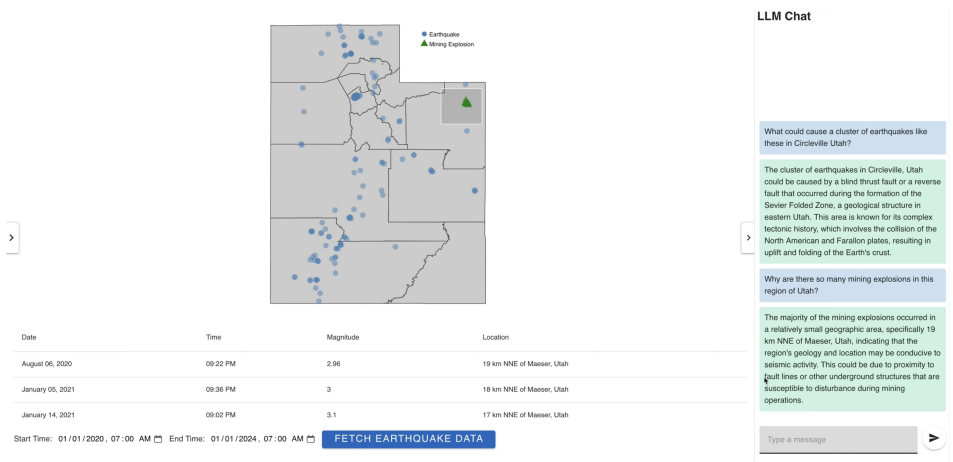 LLM Chat
Earthquake
Mining Explosion
What could cause a cluster of earthquakes like
these in Circleville Utah?
The cluster of earthquakes in Circleville, Utah
could be caused by a blind thrust fault or a reverse
fault that occurred during the formation of the
Sevier Folded Zone, a geological structure in
eastern Utah. This area is known for its complex
tectonic history, which involves the collision of the
North American and Farallon plates, resulting in
uplift and folding of the Earth's crust.
Why are there so many mining explosions in this
region of Utah?
The majority of the mining explosions occurred in
a relatively small geographic area, specifically 19
km NNE of Maeser, Utah, indicating that the
region's geology and location may be conducive to
seismic activity. This could be due to proximity to
fault lines or other underground structures that are
susceptible to disturbance during mining
operations.
Type a message
Date Time Magnitude Location
August 06, 2020 09:22 PM 2.96 19 km NNE of Maeser, Utah
January 05, 2021 09:36 PM 3 18 km NNE of Maeser, Utah
January 14, 2021 09:02 PM 3.1 17 km NNE of Maeser, Utah
Start Time: 01/01/2020, 07:00 AM End Time: 01/01/2024, 07:00 AM FETCH EARTHQUAKE DATA